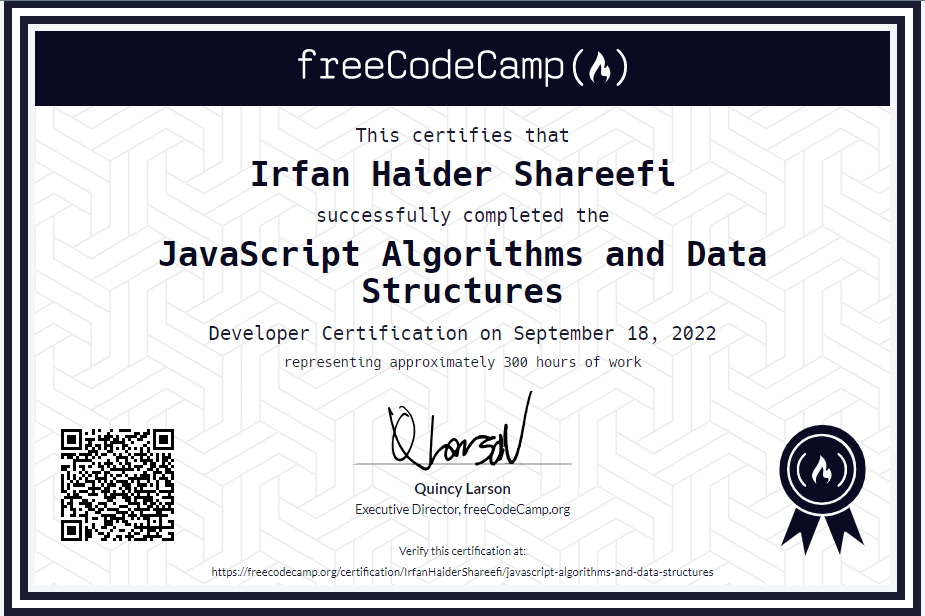 freeCodeCamp
This certifies that
Irfan Haider Shareefi
successfully completed the
JavaScript Algorithms and Data
Structures
Developer Certification on September 18, 2022
representing approximately 300 hours of work
QLarson
Quincy Larson
Executive Director, freeCodeCamp.org
Verify this certification at:
https://freecodecamp.org/certification/IrfanHaiderShareefi/javascript-algorithms-and-data-structures